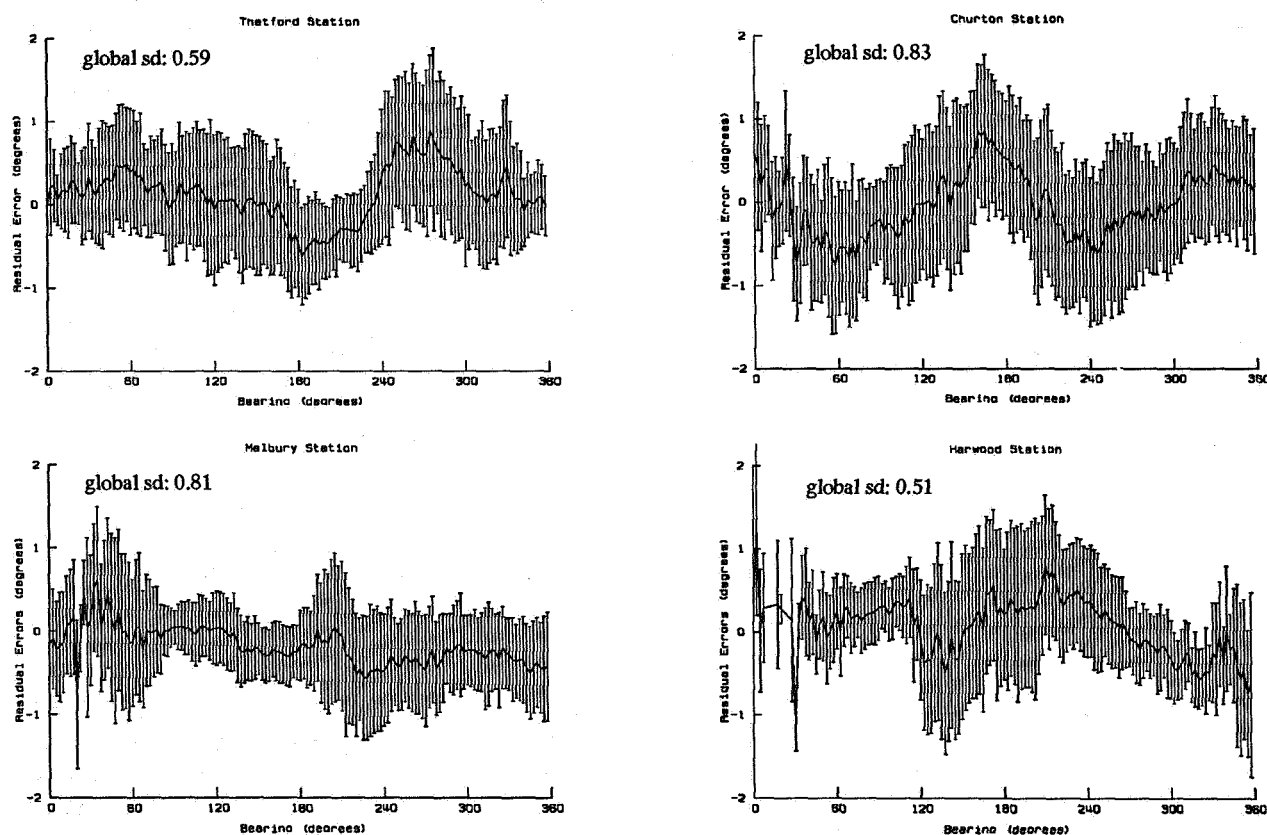 Thetford Station
global sd: 0.59
Residual Error (degrees)
2
1
0
-1
-2
0 60 120 180 240 300 360
Bearing (degrees)
Churton Station
global sd: 0.83
Residual Error (degrees)
2
1
0
-1
-2
0 60 120 180 240 300 360
Bearing (degrees)
Melbury Station
global sd: 0.81
Residual Errors (degrees)
2
1
0
-1
-2
0 60 120 180 240 300 360
Bearing (degrees)
Harwood Station
global sd: 0.51
Residual Errors (degrees)
2
1
0
-1
-2
0 60 120 180 240 300 360
Bearing (degrees)